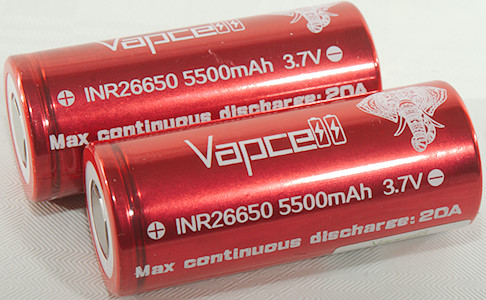 Vapcell
INR26650 5500mAh 3.7V
Max continuous discharge: 20A
Vapcell
INR26650 5500mAh 3.7V
Max continuous discharge: 20A